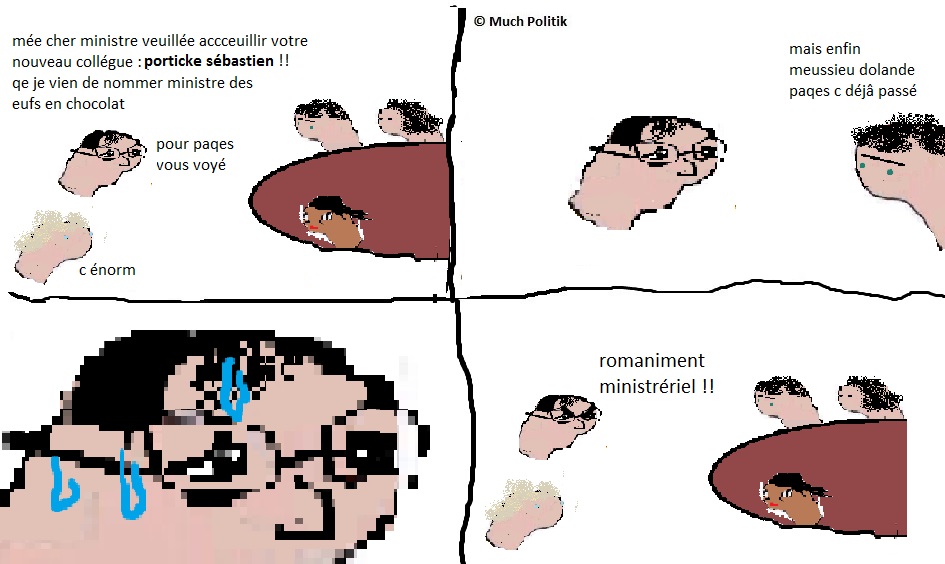 mée cher ministre veuillée accceuillir votre
nouveau collégue : porticke sébastien !!
qe je vien de nommer ministre des
eufs en chocolat
pour paqes
vous voyé
c énorm
© Much Politik
mais enfin
meussieu dolande
paqes c déjâ passé
romaniment
ministrériel !!